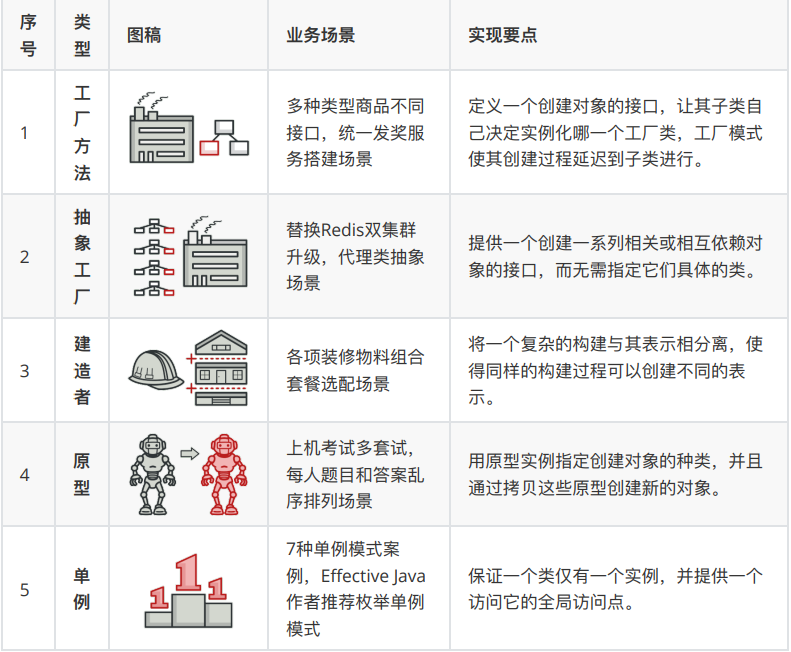 序号
类型
图稿
业务场景
实现要点
1
工厂方法
多种类型商品不同
接口，统一发奖服
务搭建场景
定义一个创建对象的接口，让其子类自
己决定实例化哪一个工厂类，工厂模式
使其创建过程延迟到子类进行。
2
抽象工厂
替换Redis双集群
升级，代理类抽象
场景
提供一个创建一系列相关或相互依赖对
象的接口，而无需指定它们具体的类。
3
建造者
各项装修物料组合
套餐选配场景
将一个复杂的构建与其表示相分离，使
得同样的构建过程可以创建不同的表
示。
4
原型
上机考试多套试，
每人题目和答案乱
序排列场景
用原型实例指定创建对象的种类，并且
通过拷贝这些原型创建新的对象。
5
单例
1
1
1
7种单例模式案
例，Effective Java
作者推荐枚举单例
模式
保证一个类仅有一个实例，并提供一个
访问它的全局访问点。